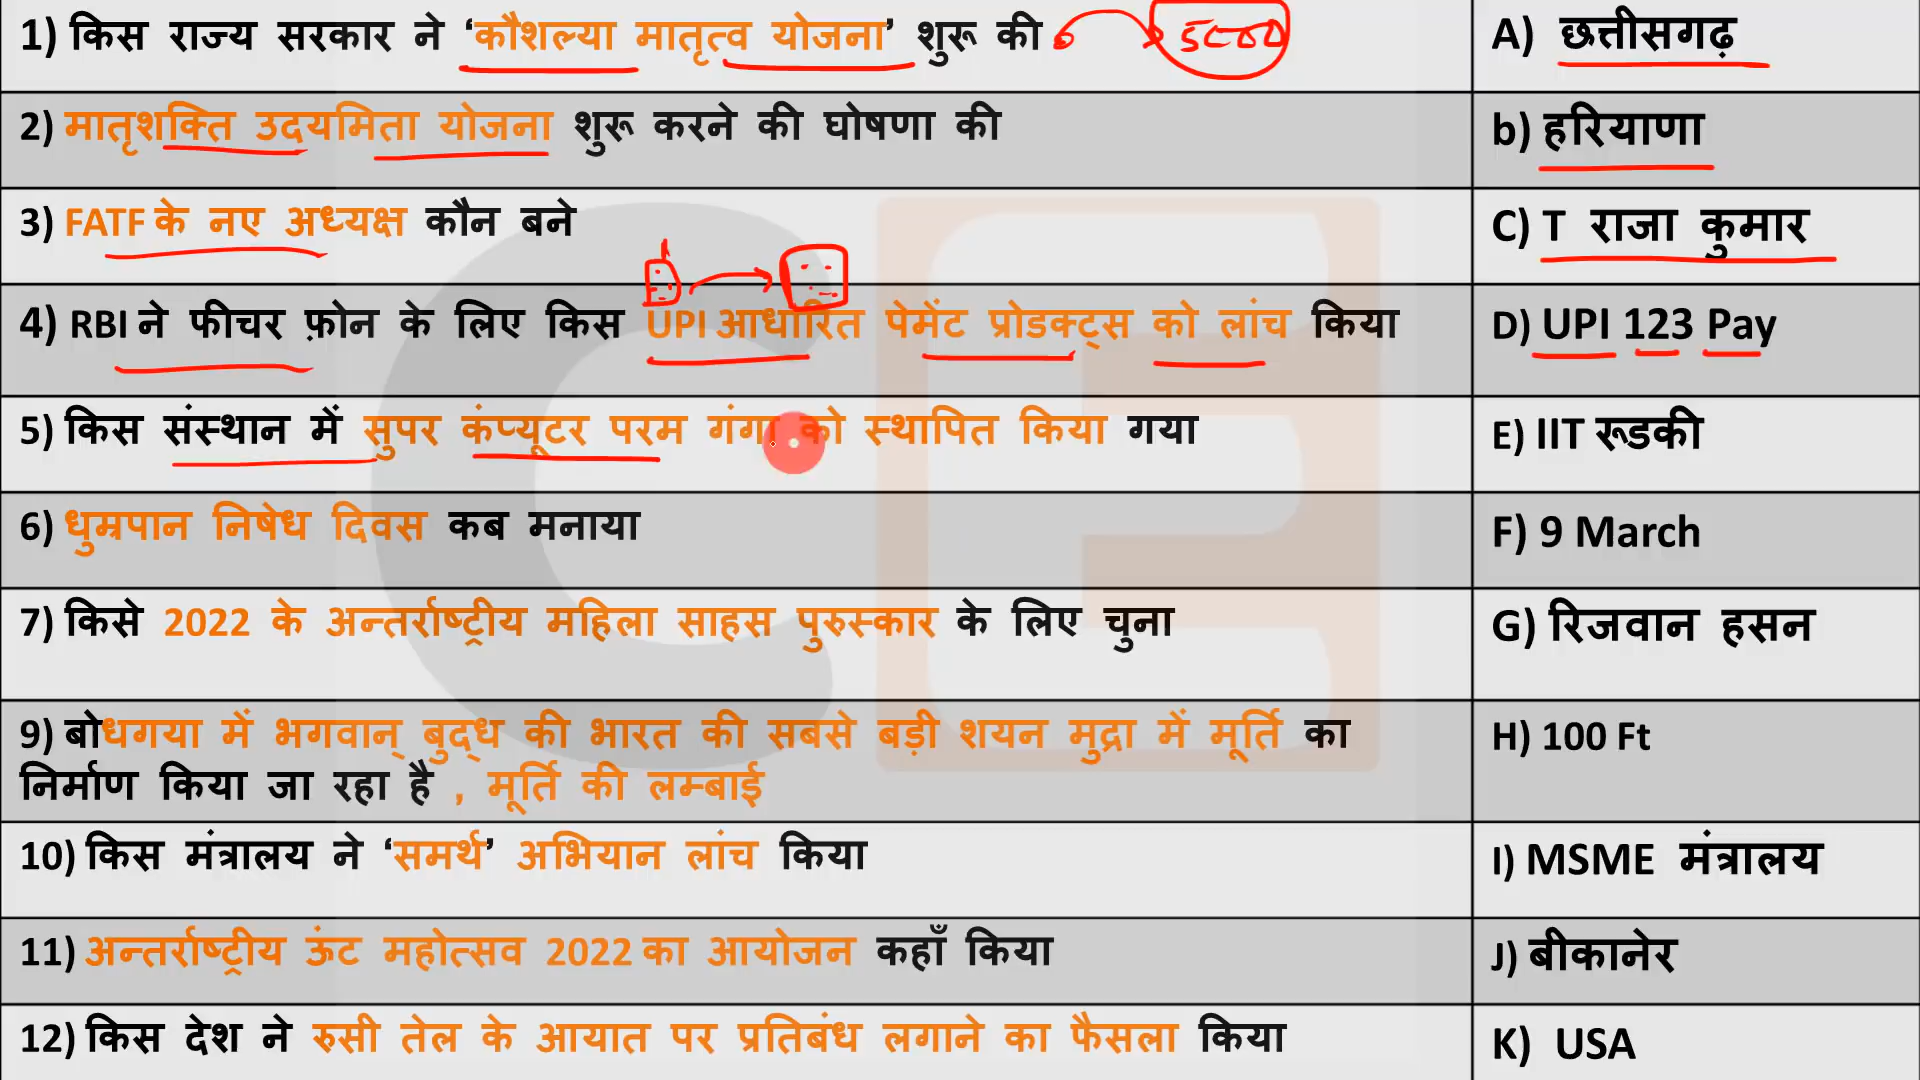 1) किस राज्य सरकार ने ‘कौशल्या मातृत्व योजना’ शुरू की 5000
A) छत्तीसगढ़
2) मातृशक्ति उदयमिता योजना शुरू करने की घोषणा की
b) हरियाणा
3) FATF के नए अध्यक्ष कौन बने
C) T राजा कुमार
4) RBI ने फीचर फ़ोन के लिए किस UPI आधारित पेमेंट प्रोडक्ट्स को लांच किया
D) UPI 123 Pay
5) किस संस्थान में सुपर कंप्यूटर परम गंगा को स्थापित किया गया
E) IIT रूडकी
6) धुम्रपान निषेध दिवस कब मनाया
F) 9 March
7) किसे 2022 के अन्तर्राष्ट्रीय महिला साहस पुरुस्कार के लिए चुना
G) रिजवान हसन
9) बोधगया में भगवान् बुद्ध की भारत की सबसे बड़ी शयन मुद्रा में मूर्ति का
निर्माण किया जा रहा है , मूर्ति की लम्बाई
H) 100 Ft
10) किस मंत्रालय ने ‘समर्थ’ अभियान लांच किया
I) MSME मंत्रालय
11) अन्तर्राष्ट्रीय ऊंट महोत्सव 2022 का आयोजन कहाँ किया
J) बीकानेर
12) किस देश ने रुसी तेल के आयात पर प्रतिबंध लगाने का फैसला किया
K) USA